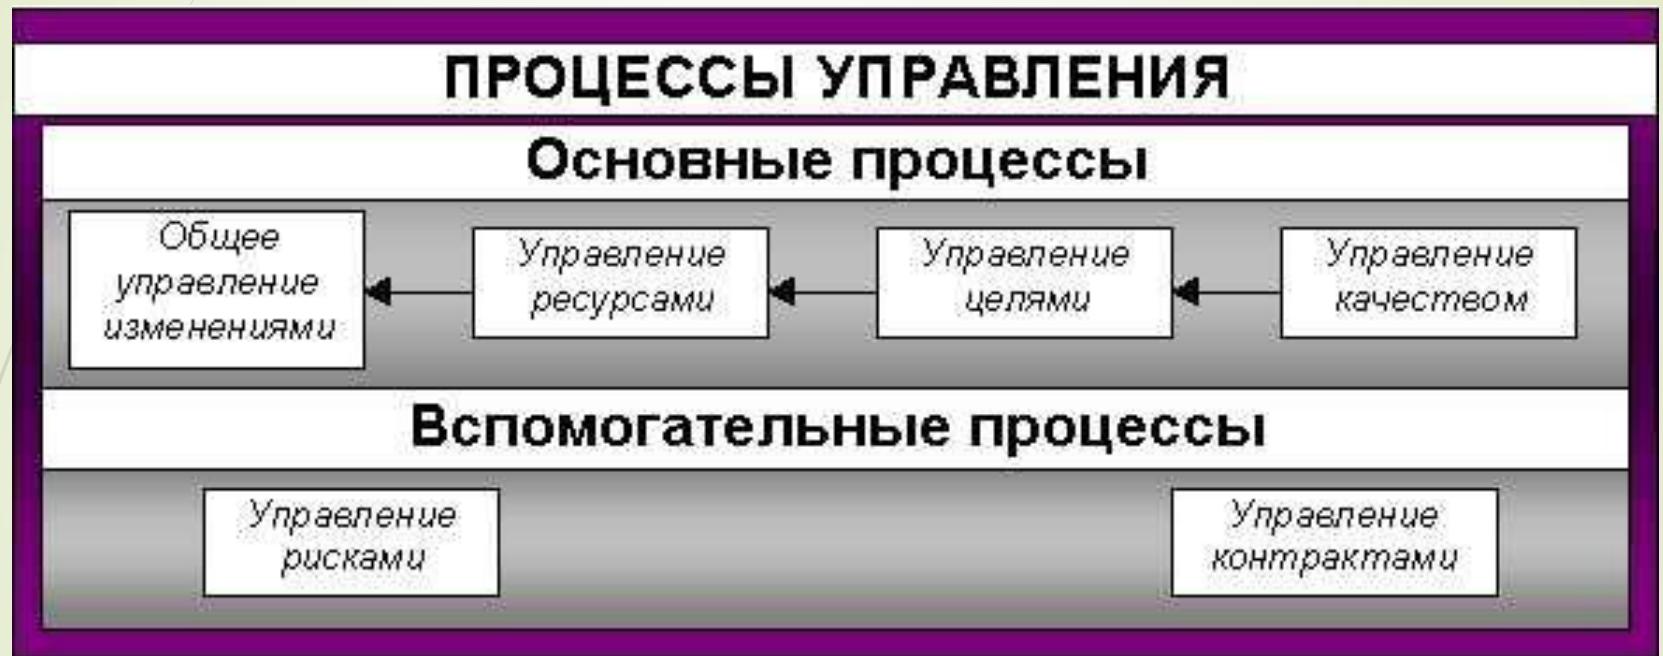 ПРОЦЕССЫ УПРАВЛЕНИЯ
Основные процессы
Общее
управление
изменениями
Управление
ресурсами
Управление
целями
Управление
качеством
Вспомогательные процессы
Управление
рисками
Управление
контрактами